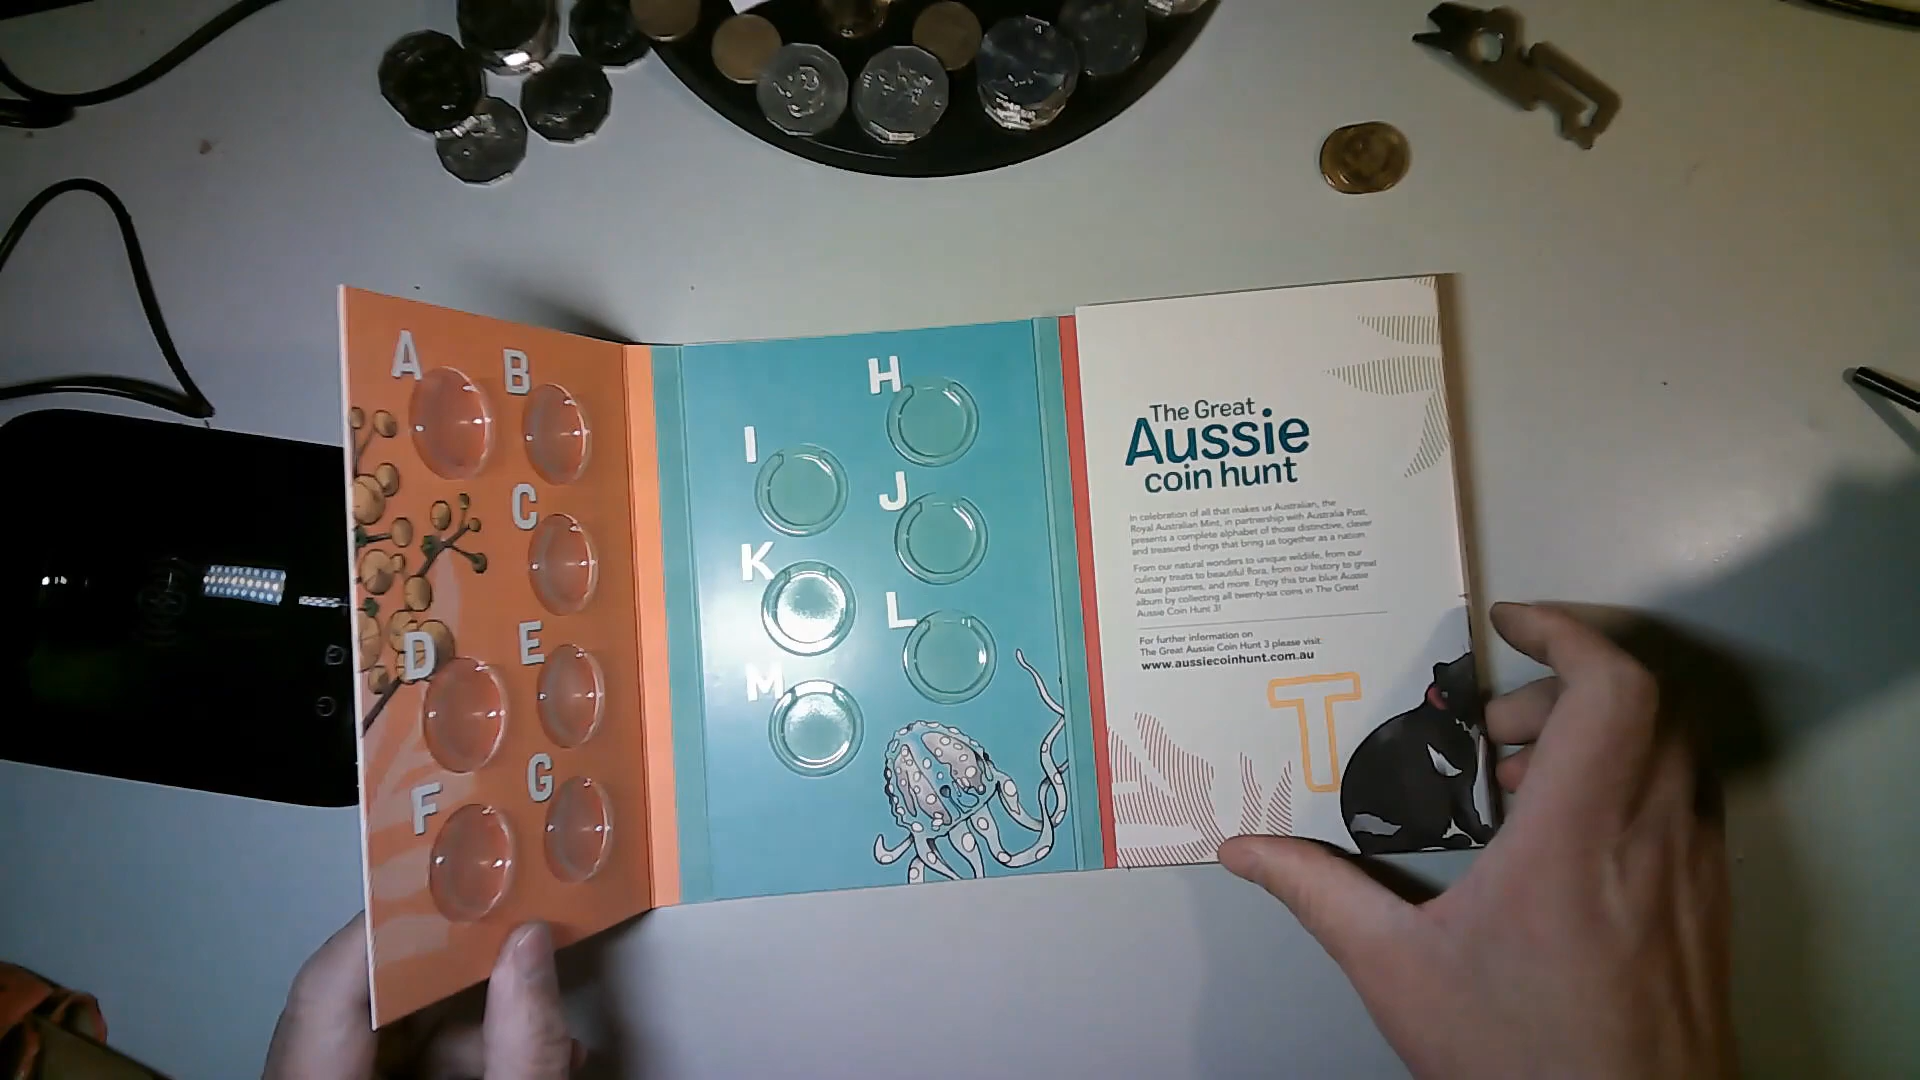 A
B
C
D
E
F
G
H
I
J
K
L
M
The Great
Aussie
coin hunt
In celebration of all that makes us Australian, the
Royal Australian Mint, in partnership with Australia Post,
presents a complete alphabet of those distinctive, clever
and treasured things that bring us together as a nation.
From our natural wonders to unique wildlife, from our
culinary treats to beautiful flora, from our history to great
Aussie pastimes, and more. Enjoy this true blue Aussie
album by collecting all twenty-six coins in The Great
Aussie Coin Hunt 3!
For further information on
The Great Aussie Coin Hunt 3 please visit:
www.aussiecoinhunt.com.au
T